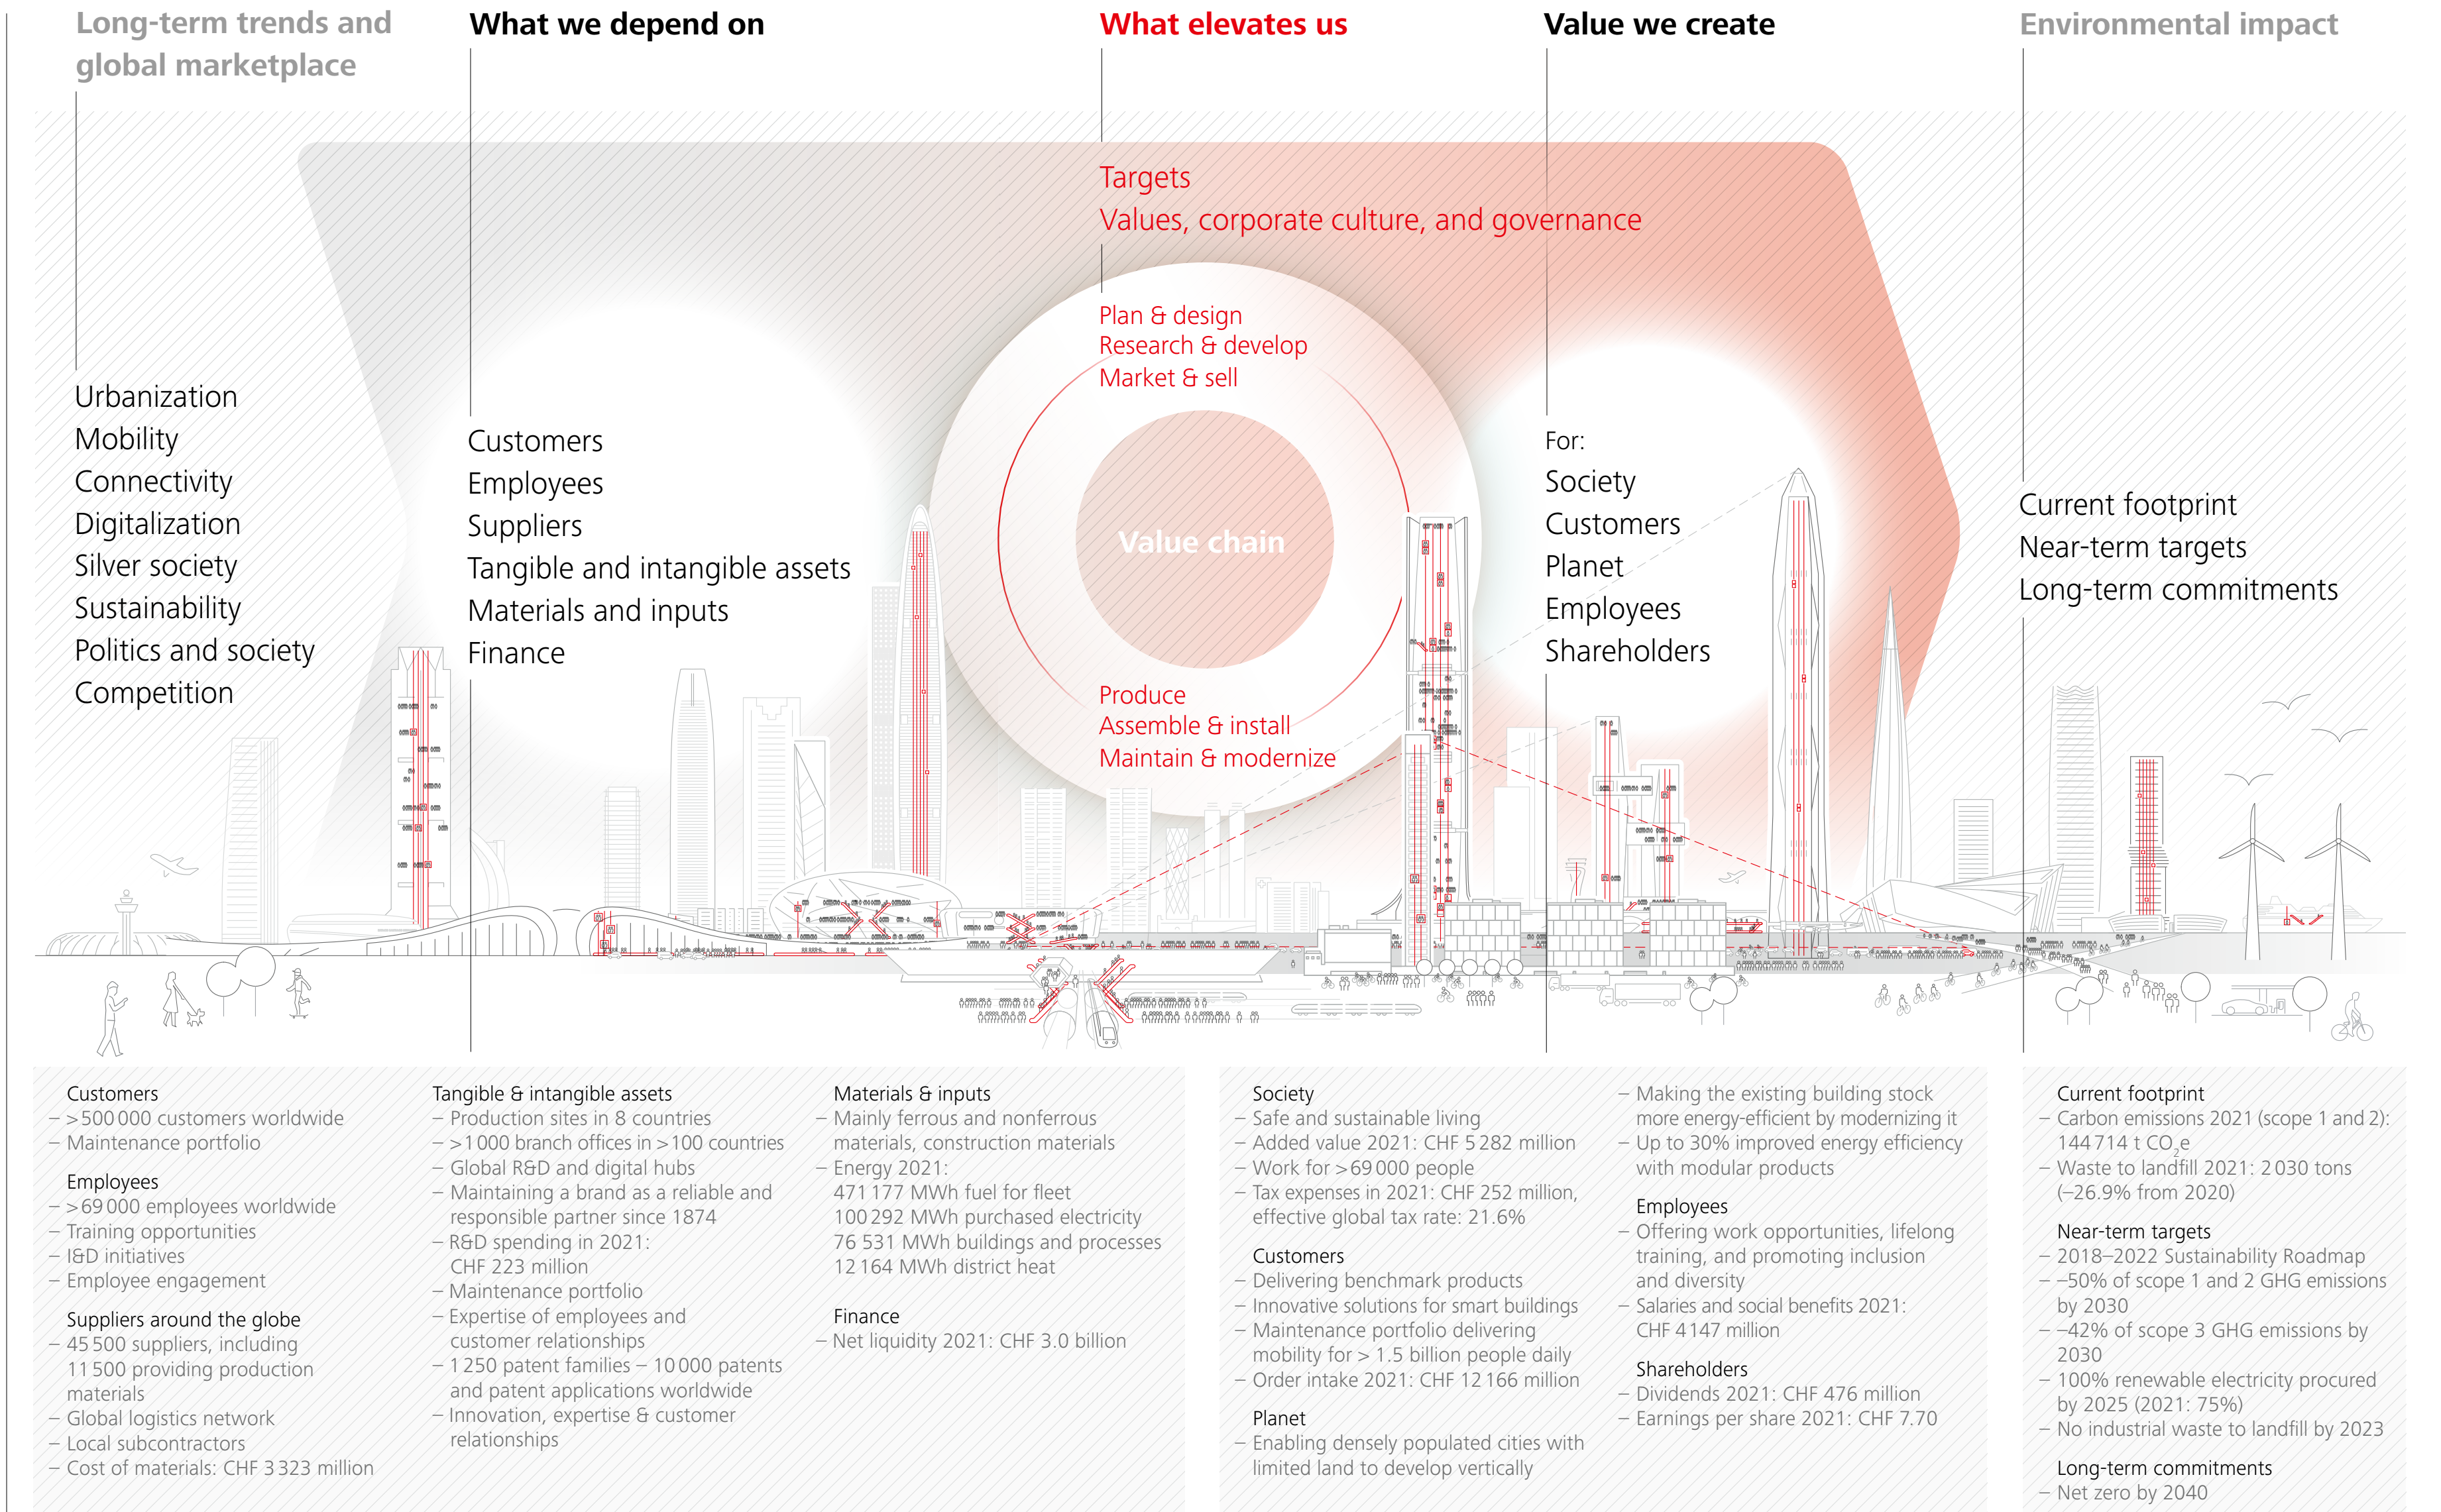 Long-term trends and
global marketplace
What we depend on
What elevates us
Value we create
Environmental impact
Targets
Values, corporate culture, and governance
Plan & design
Research & develop
Market & sell
Value chain
Produce
Assemble & install
Maintain & modernize
Urbanization
Mobility
Connectivity
Digitalization
Silver society
Sustainability
Politics and society
Competition
Customers
Employees
Suppliers
Tangible and intangible assets
Materials and inputs
Finance
For:
Society
Customers
Planet
Employees
Shareholders
Current footprint
Near-term targets
Long-term commitments
Customers
– >500 000 customers worldwide
– Maintenance portfolio
Employees
– >69 000 employees worldwide
– Training opportunities
– I&D initiatives
– Employee engagement
Suppliers around the globe
– 45 500 suppliers, including
11 500 providing production
materials
– Global logistics network
– Local subcontractors
– Cost of materials: CHF 3 323 million
Tangible & intangible assets
– Production sites in 8 countries
– >1 000 branch offices in >100 countries
– Global R&D and digital hubs
– Maintaining a brand as a reliable and
responsible partner since 1874
– R&D spending in 2021:
CHF 223 million
– Maintenance portfolio
– Expertise of employees and
customer relationships
– 1 250 patent families – 10 000 patents
and patent applications worldwide
– Innovation, expertise & customer
relationships
Materials & inputs
– Mainly ferrous and nonferrous
materials, construction materials
– Energy 2021:
471 177 MWh fuel for fleet
100 292 MWh purchased electricity
76 531 MWh buildings and processes
12 164 MWh district heat
Finance
– Net liquidity 2021: CHF 3.0 billion
Society
– Safe and sustainable living
– Added value 2021: CHF 5 282 million
– Work for >69 000 people
– Tax expenses in 2021: CHF 252 million,
effective global tax rate: 21.6%
Customers
– Delivering benchmark products
– Innovative solutions for smart buildings
– Maintenance portfolio delivering
mobility for > 1.5 billion people daily
– Order intake 2021: CHF 12 166 million
Planet
– Enabling densely populated cities with
limited land to develop vertically
– Making the existing building stock
more energy-efficient by modernizing it
– Up to 30% improved energy efficiency
with modular products
Employees
– Offering work opportunities, lifelong
training, and promoting inclusion
and diversity
– Salaries and social benefits 2021:
CHF 4 147 million
Shareholders
– Dividends 2021: CHF 476 million
– Earnings per share 2021: CHF 7.70
Current footprint
– Carbon emissions 2021 (scope 1 and 2):
144 714 t CO₂e
– Waste to landfill 2021: 2 030 tons
(–26.9% from 2020)
Near-term targets
– 2018–2022 Sustainability Roadmap
– –50% of scope 1 and 2 GHG emissions
by 2030
– –42% of scope 3 GHG emissions by
2030
– 100% renewable electricity procured
by 2025 (2021: 75%)
– No industrial waste to landfill by 2023
Long-term commitments
– Net zero by 2040